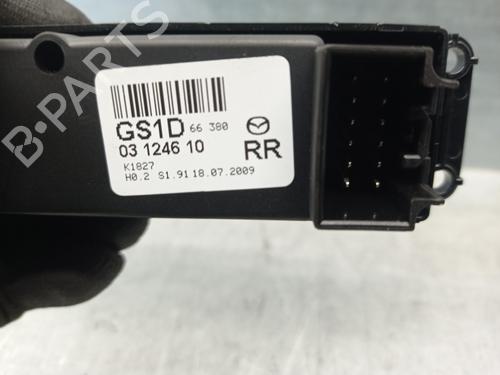 GS1D 66 380
03 1246 10
RR
K1827
H0.2 S1.91 18.07.2009
B-PARTS